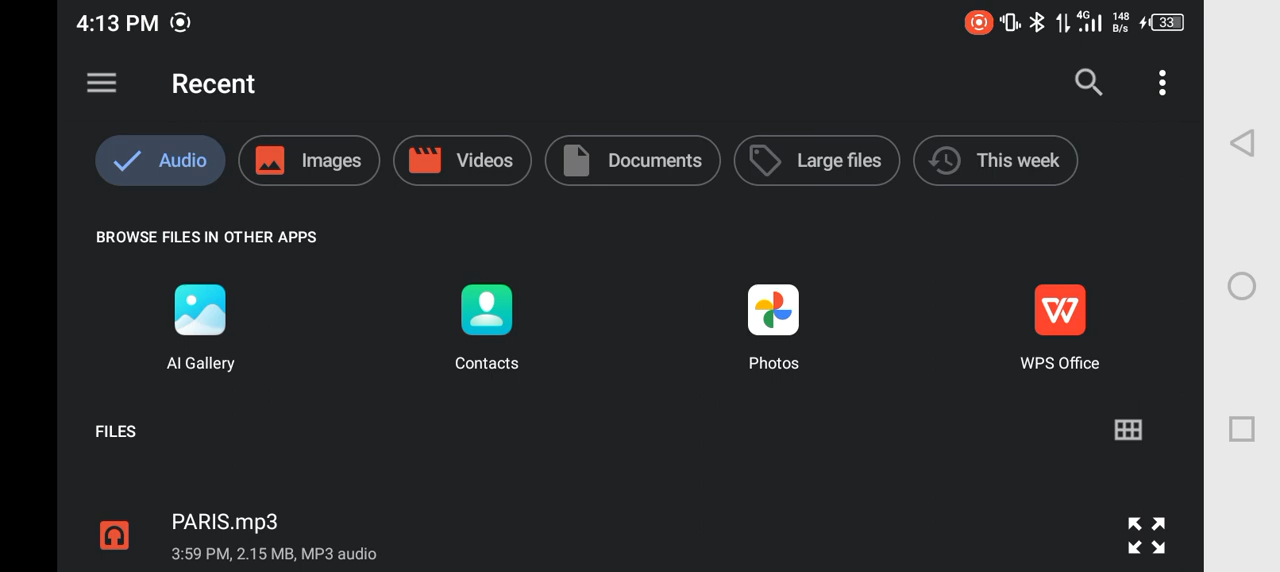 4:13 PM
4G 148 B/s 33
Recent
Audio Images Videos Documents Large files This week
BROWSE FILES IN OTHER APPS
AI Gallery Contacts Photos WPS Office
FILES
PARIS.mp3
3:59 PM, 2.15 MB, MP3 audio